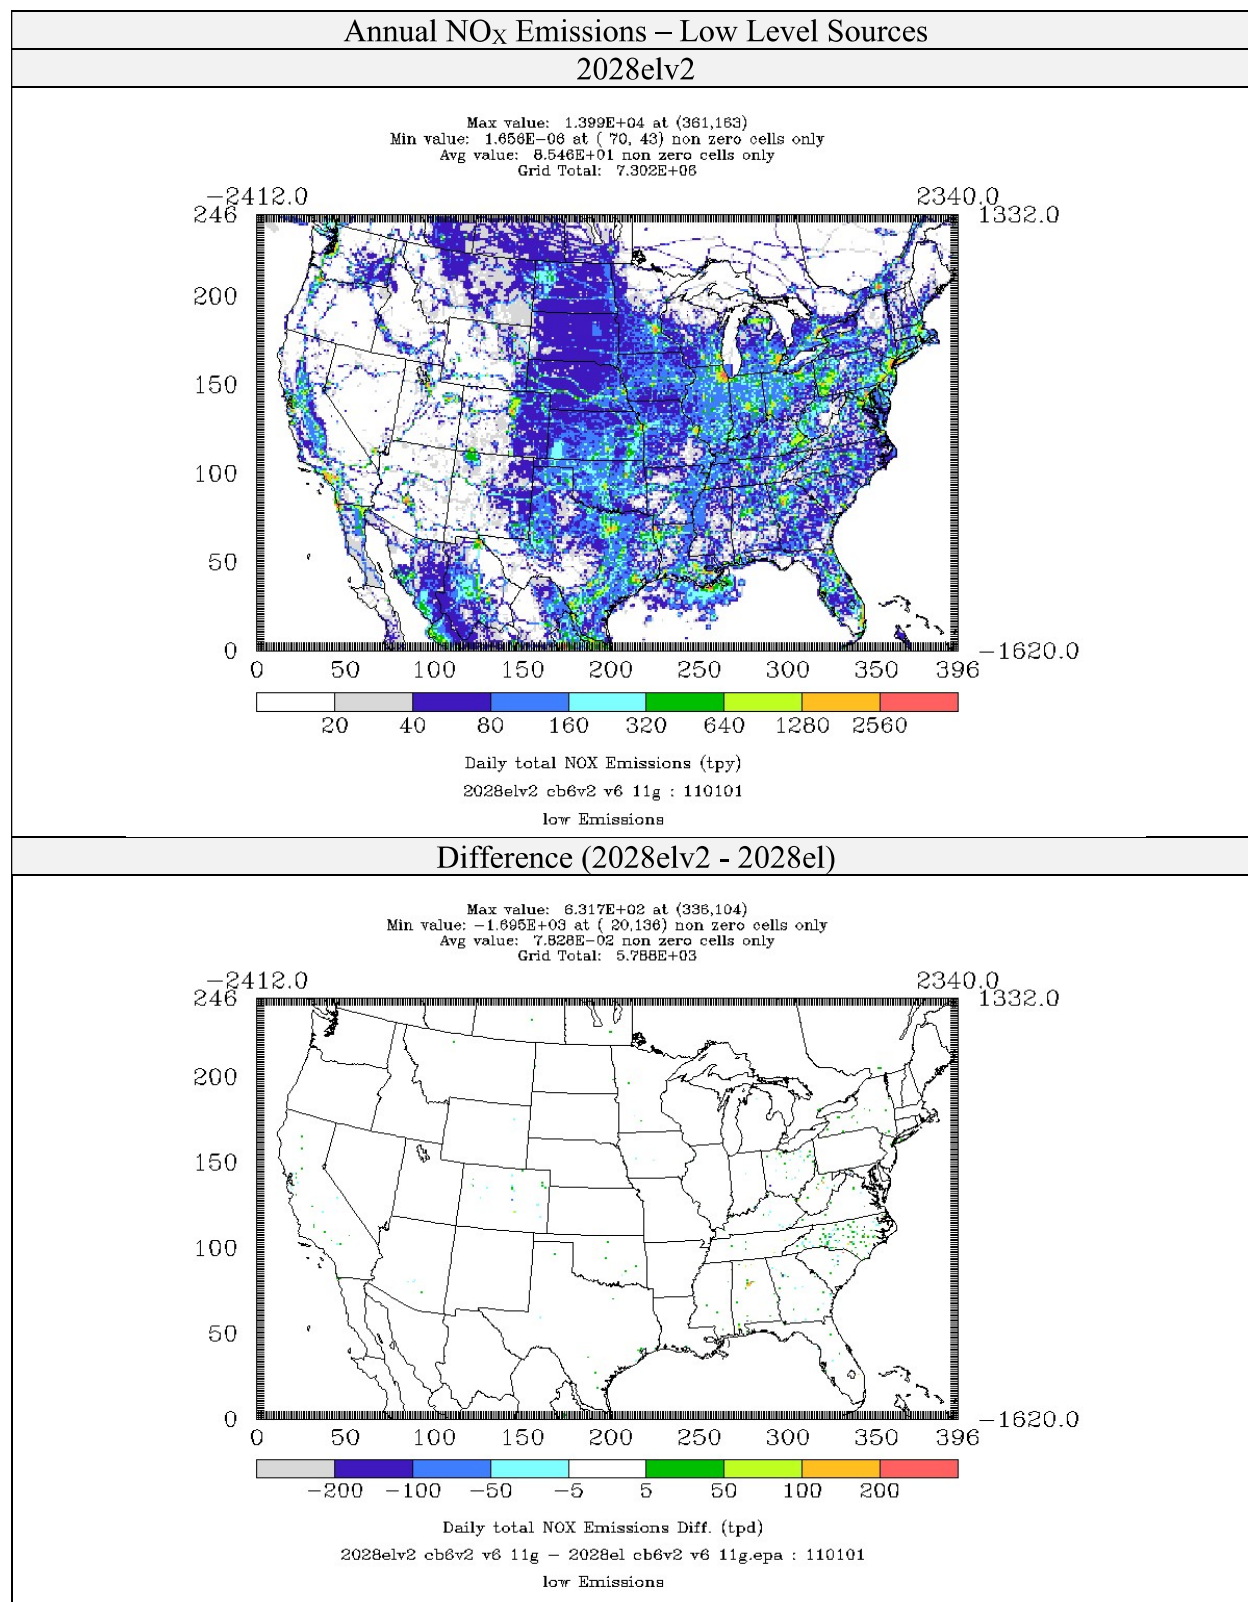 Annual NOX Emissions – Low Level Sources
2028elv2
Max value: 1.399E+04 at (361,163)
Min value: 1.656E-06 at ( 70, 43) non zero cells only
Avg value: 8.546E+01 non zero cells only
Grid Total: 7.302E+06
-2412.0 2340.0
246 1332.0
200
150
100
50
0 -1620.0
0 50 100 150 200 250 300 350 396
20 40 80 160 320 640 1280 2560
Daily total NOX Emissions (tpy)
2028elv2 cb6v2 v6 11g : 110101
low Emissions
Difference (2028elv2 - 2028el)
Max value: 6.317E+02 at (336,104)
Min value: -1.695E+03 at ( 20,136) non zero cells only
Avg value: 7.828E-02 non zero cells only
Grid Total: 5.788E+03
-2412.0 2340.0
246 1332.0
200
150
100
50
0 -1620.0
0 50 100 150 200 250 300 350 396
-200 -100 -50 -5 5 50 100 200
Daily total NOX Emissions Diff. (tpd)
2028elv2 cb6v2 v6 11g - 2028el cb6v2 v6 11g.epa : 110101
low Emissions